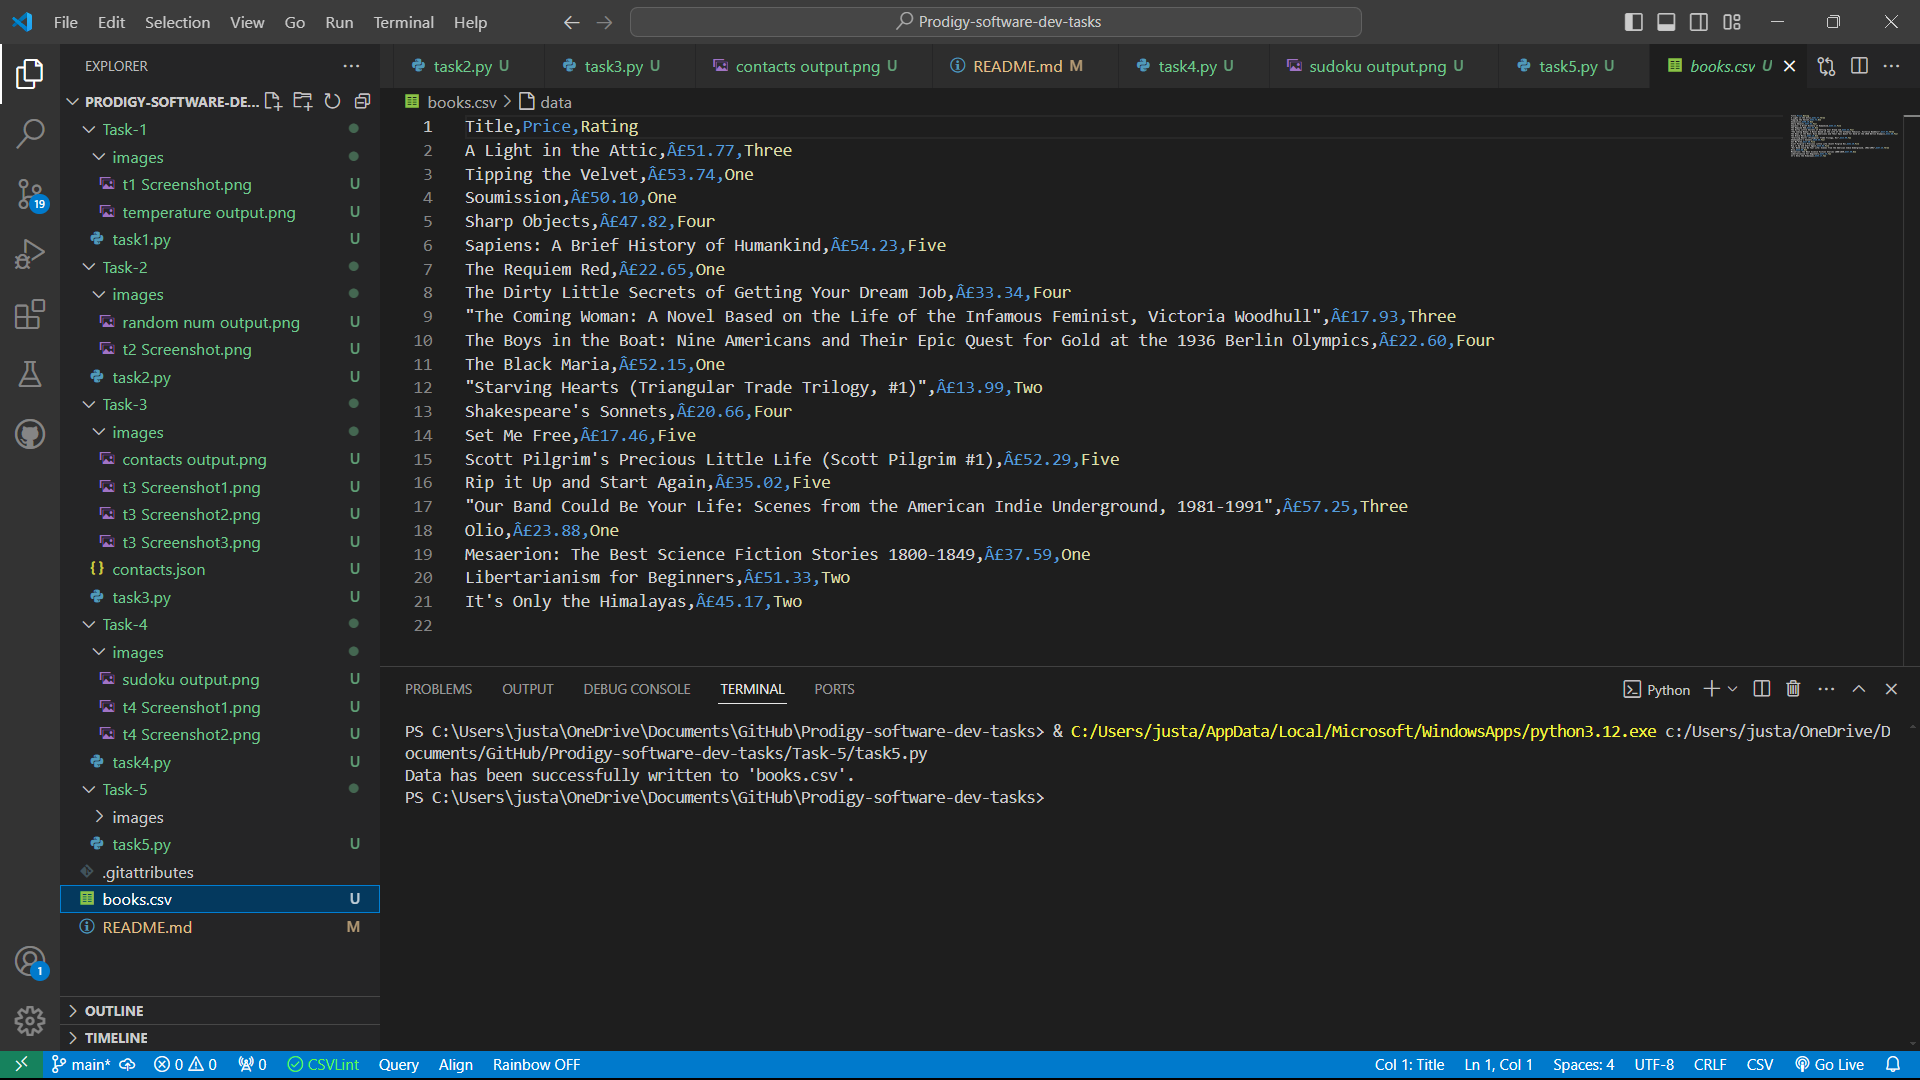 File Edit Selection View Go Run Terminal Help
Prodigy-software-dev-tasks
EXPLORER
PRODIGY-SOFTWARE-DE...
Task-1
images
t1 Screenshot.png U
temperature output.png U
task1.py U
Task-2
images
random num output.png U
t2 Screenshot.png U
task2.py U
Task-3
images
contacts output.png U
t3 Screenshot1.png U
t3 Screenshot2.png U
t3 Screenshot3.png U
contacts.json U
task3.py U
Task-4
images
sudoku output.png U
t4 Screenshot1.png U
t4 Screenshot2.png U
task4.py U
Task-5
images
task5.py U
.gitattributes
books.csv U
README.md M
OUTLINE
TIMELINE
19
1
task2.py U task3.py U contacts output.png U README.md M task4.py U sudoku output.png U task5.py U books.csv U
books.csv > data
1 Title,Price,Rating
2 A Light in the Attic,Â£51.77,Three
3 Tipping the Velvet,Â£53.74,One
4 Soumission,Â£50.10,One
5 Sharp Objects,Â£47.82,Four
6 Sapiens: A Brief History of Humankind,Â£54.23,Five
7 The Requiem Red,Â£22.65,One
8 The Dirty Little Secrets of Getting Your Dream Job,Â£33.34,Four
9 "The Coming Woman: A Novel Based on the Life of the Infamous Feminist, Victoria Woodhull",Â£17.93,Three
10 The Boys in the Boat: Nine Americans and Their Epic Quest for Gold at the 1936 Berlin Olympics,Â£22.60,Four
11 The Black Maria,Â£52.15,One
12 "Starving Hearts (Triangular Trade Trilogy, #1)",Â£13.99,Two
13 Shakespeare's Sonnets,Â£20.66,Four
14 Set Me Free,Â£17.46,Five
15 Scott Pilgrim's Precious Little Life (Scott Pilgrim #1),Â£52.29,Five
16 Rip it Up and Start Again,Â£35.02,Five
17 "Our Band Could Be Your Life: Scenes from the American Indie Underground, 1981-1991",Â£57.25,Three
18 Olio,Â£23.88,One
19 Mesaerion: The Best Science Fiction Stories 1800-1849,Â£37.59,One
20 Libertarianism for Beginners,Â£51.33,Two
21 It's Only the Himalayas,Â£45.17,Two
22
PROBLEMS OUTPUT DEBUG CONSOLE TERMINAL PORTS
Python
PS C:\Users\justa\OneDrive\Documents\GitHub\Prodigy-software-dev-tasks> & C:/Users/justa/AppData/Local/Microsoft/WindowsApps/python3.12.exe c:/Users/justa/OneDrive/D
ocuments/GitHub/Prodigy-software-dev-tasks/Task-5/task5.py
Data has been successfully written to 'books.csv'.
PS C:\Users\justa\OneDrive\Documents\GitHub\Prodigy-software-dev-tasks>
main* 0 0 0 CSVLint Query Align Rainbow OFF Col 1: Title Ln 1, Col 1 Spaces: 4 UTF-8 CRLF CSV Go Live